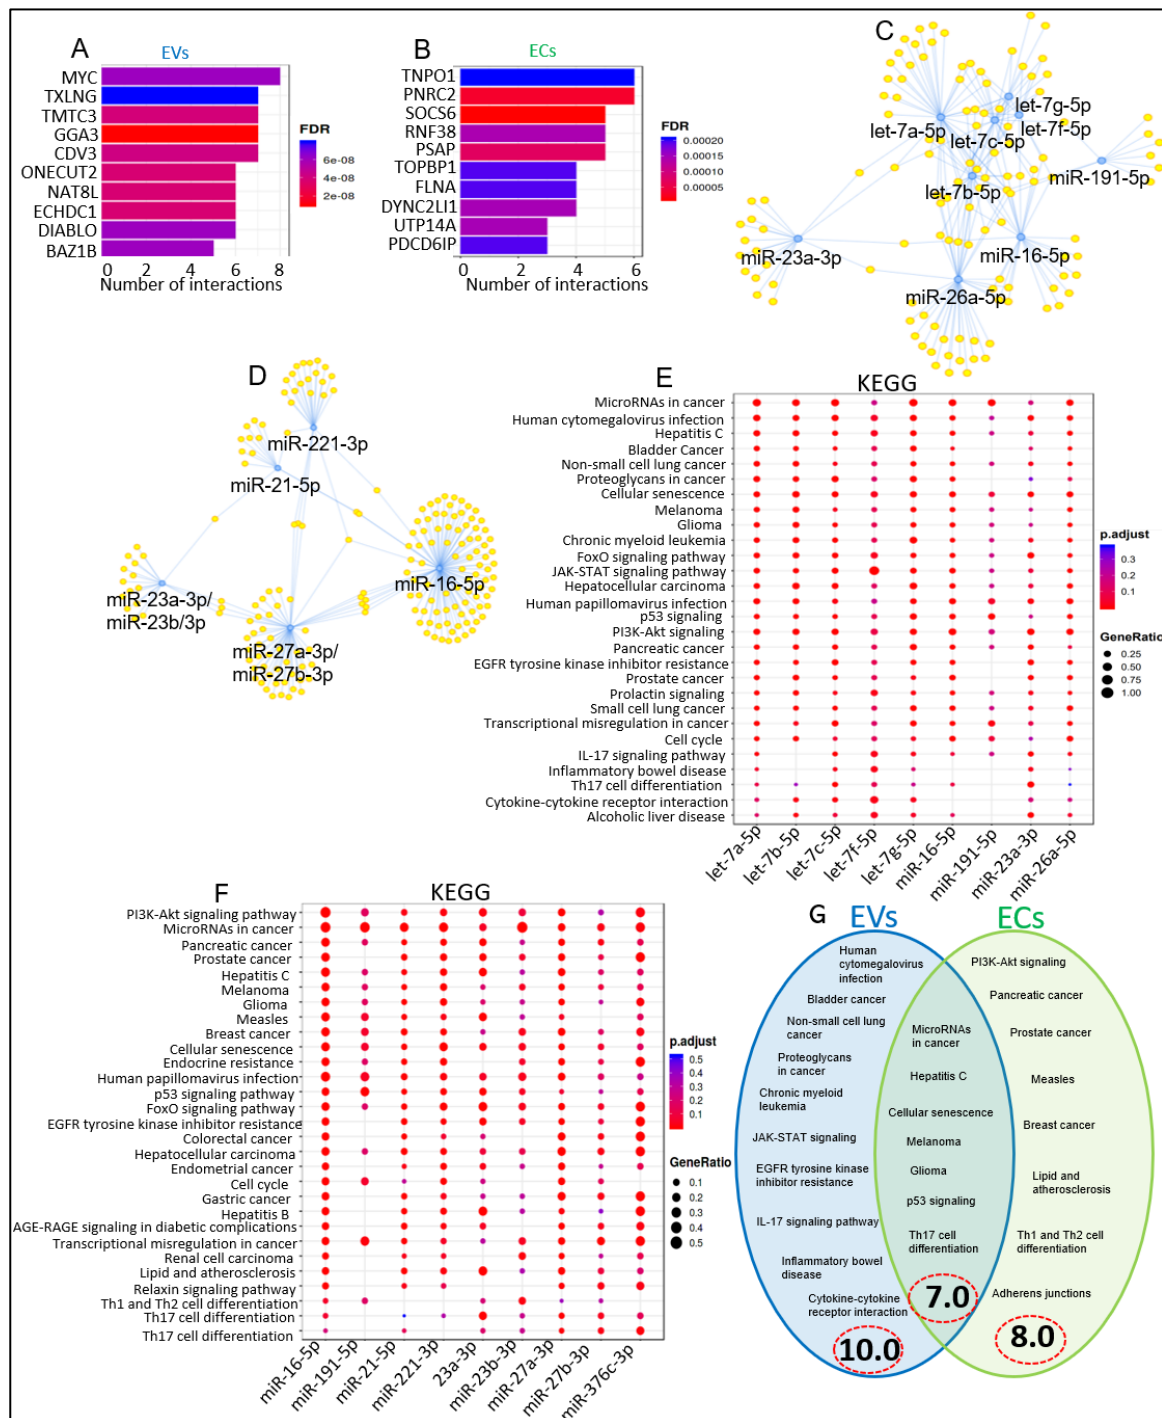 A
EVs
MYC
TXLNG
TMTC3
GGA3
CDV3
ONECUT2
NAT8L
ECHDC1
DIABLO
BAZ1B
0 2 4 6 8
Number of interactions
FDR
6e-08
4e-08
2e-08
B
ECs
TNPO1
PNRC2
SOCS6
RNF38
PSAP
TOPBP1
FLNA
DYNC2LI1
UTP14A
PDCD6IP
0 2 4 6
Number of interactions
FDR
0.00020
0.00015
0.00010
0.00005
C
let-7g-5p
let-7a-5p
let-7f-5p
let-7c-5p
miR-191-5p
let-7b-5p
miR-23a-3p
miR-16-5p
miR-26a-5p
D
miR-221-3p
miR-21-5p
miR-16-5p
miR-23a-3p/
miR-23b/3p
miR-27a-3p/
miR-27b-3p
E
KEGG
MicroRNAs in cancer
Human cytomegalovirus infection
Hepatitis C
Bladder Cancer
Non-small cell lung cancer
Proteoglycans in cancer
Cellular senescence
Melanoma
Glioma
Chronic myeloid leukemia
FoxO signaling pathway
JAK-STAT signaling pathway
Hepatocellular carcinoma
Human papillomavirus infection
p53 signaling
PI3K-Akt signaling
Pancreatic cancer
EGFR tyrosine kinase inhibitor resistance
Prostate cancer
Prolactin signaling
Small cell lung cancer
Transcriptional misregulation in cancer
Cell cycle
IL-17 signaling pathway
Inflammatory bowel disease
Th17 cell differentiation
Cytokine-cytokine receptor interaction
Alcoholic liver disease
let-7a-5p
let-7b-5p
let-7c-5p
let-7f-5p
let-7g-5p
miR-16-5p
miR-191-5p
miR-23a-3p
miR-26a-5p
p.adjust
0.3
0.2
0.1
GeneRatio
0.25
0.50
0.75
1.00
F
KEGG
PI3K-Akt signaling pathway
MicroRNAs in cancer
Pancreatic cancer
Prostate cancer
Hepatitis C
Melanoma
Glioma
Measles
Breast cancer
Cellular senescence
Endocrine resistance
Human papillomavirus infection
p53 signaling pathway
FoxO signaling pathway
EGFR tyrosine kinase inhibitor resistance
Colorectal cancer
Hepatocellular carcinoma
Endometrial cancer
Cell cycle
Gastric cancer
Hepatitis B
AGE-RAGE signaling in diabetic complications
Transcriptional misregulation in cancer
Renal cell carcinoma
Lipid and atherosclerosis
Relaxin signaling pathway
Th1 and Th2 cell differentiation
Th17 cell differentiation
Th17 cell differentiation
miR-16-5p
miR-191-5p
miR-21-5p
miR-221-3p
23a-3p
miR-23b-3p
miR-27a-3p
miR-27b-3p
miR-376c-3p
p.adjust
0.5
0.4
0.3
0.2
0.1
GeneRatio
0.1
0.2
0.3
0.4
0.5
G
EVs
ECs
Human
cytomegalovirus
infection
Bladder cancer
Non-small cell lung
cancer
Proteoglycans
in cancer
Chronic myeloid
leukemia
JAK-STAT signaling
EGFR tyrosine kinase
inhibitor resistance
IL-17 signaling pathway
Inflammatory bowel
disease
Cytokine-cytokine
receptor interaction
10.0
MicroRNAs
in cancer
Hepatitis C
Cellular senescence
Melanoma
Glioma
p53 signaling
Th17 cell
differentiation
7.0
PI3K-Akt signaling
Pancreatic cancer
Prostate cancer
Measles
Breast cancer
Lipid and
atherosclerosis
Th1 and Th2 cell
differentiation
Adherens junctions
8.0